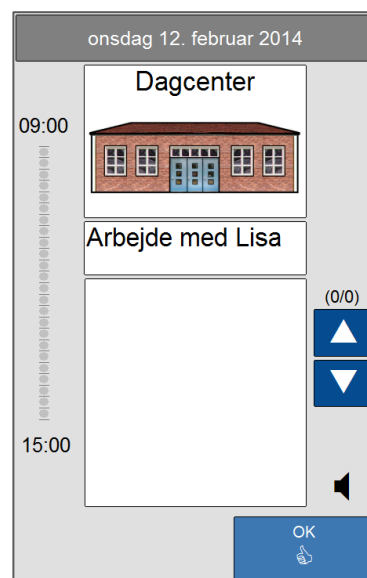 onsdag 12. februar 2014
Dagcenter
09:00
Arbejde med Lisa
(0/0)
15:00
OK